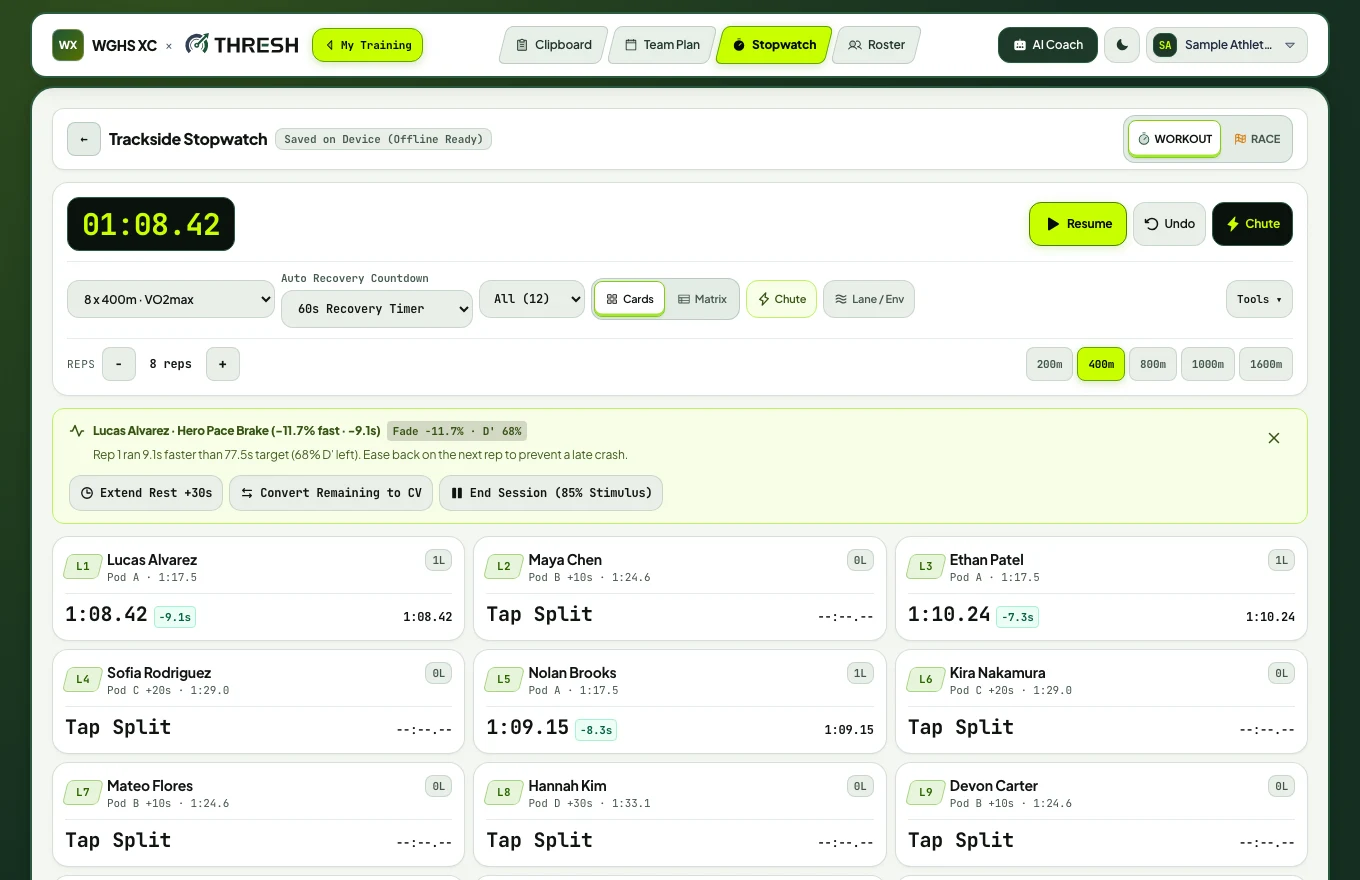 WX WGHS XC × THRESH My Training Clipboard Team Plan Stopwatch Roster AI Coach SA Sample Athlet...
← Trackside Stopwatch Saved on Device (Offline Ready) WORKOUT RACE
01:08.42 Resume Undo Chute
Auto Recovery Countdown
8 x 400m · VO2max 60s Recovery Timer All (12) Cards Matrix Chute Lane / Env Tools ▾
REPS - 8 reps + 200m 400m 800m 1000m 1600m
Lucas Alvarez · Hero Pace Brake (−11.7% fast · −9.1s) Fade -11.7% · D' 68%
Rep 1 ran 9.1s faster than 77.5s target (68% D' left). Ease back on the next rep to prevent a late crash.
Extend Rest +30s Convert Remaining to CV End Session (85% Stimulus)
L1 Lucas Alvarez 1L
Pod A · 1:17.5
1:08.42 -9.1s 1:08.42
L2 Maya Chen 0L
Pod B +10s · 1:24.6
Tap Split --:--.--
L3 Ethan Patel 1L
Pod A · 1:17.5
1:10.24 -7.3s 1:10.24
L4 Sofia Rodriguez 0L
Pod C +20s · 1:29.0
Tap Split --:--.--
L5 Nolan Brooks 1L
Pod A · 1:17.5
1:09.15 -8.3s 1:09.15
L6 Kira Nakamura 0L
Pod C +20s · 1:29.0
Tap Split --:--.--
L7 Mateo Flores 0L
Pod B +10s · 1:24.6
Tap Split --:--.--
L8 Hannah Kim 0L
Pod D +30s · 1:33.1
Tap Split --:--.--
L9 Devon Carter 0L
Pod B +10s · 1:24.6
Tap Split --:--.--